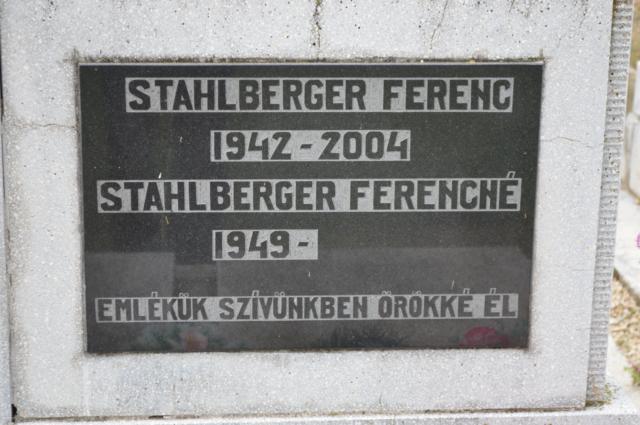 STAHLBERGER FERENC
1942 - 2004
STAHLBERGER FERENCNÉ
1949 -
EMLÉKÜK SZÍVÜNKBEN ÖRÖKKÉ ÉL